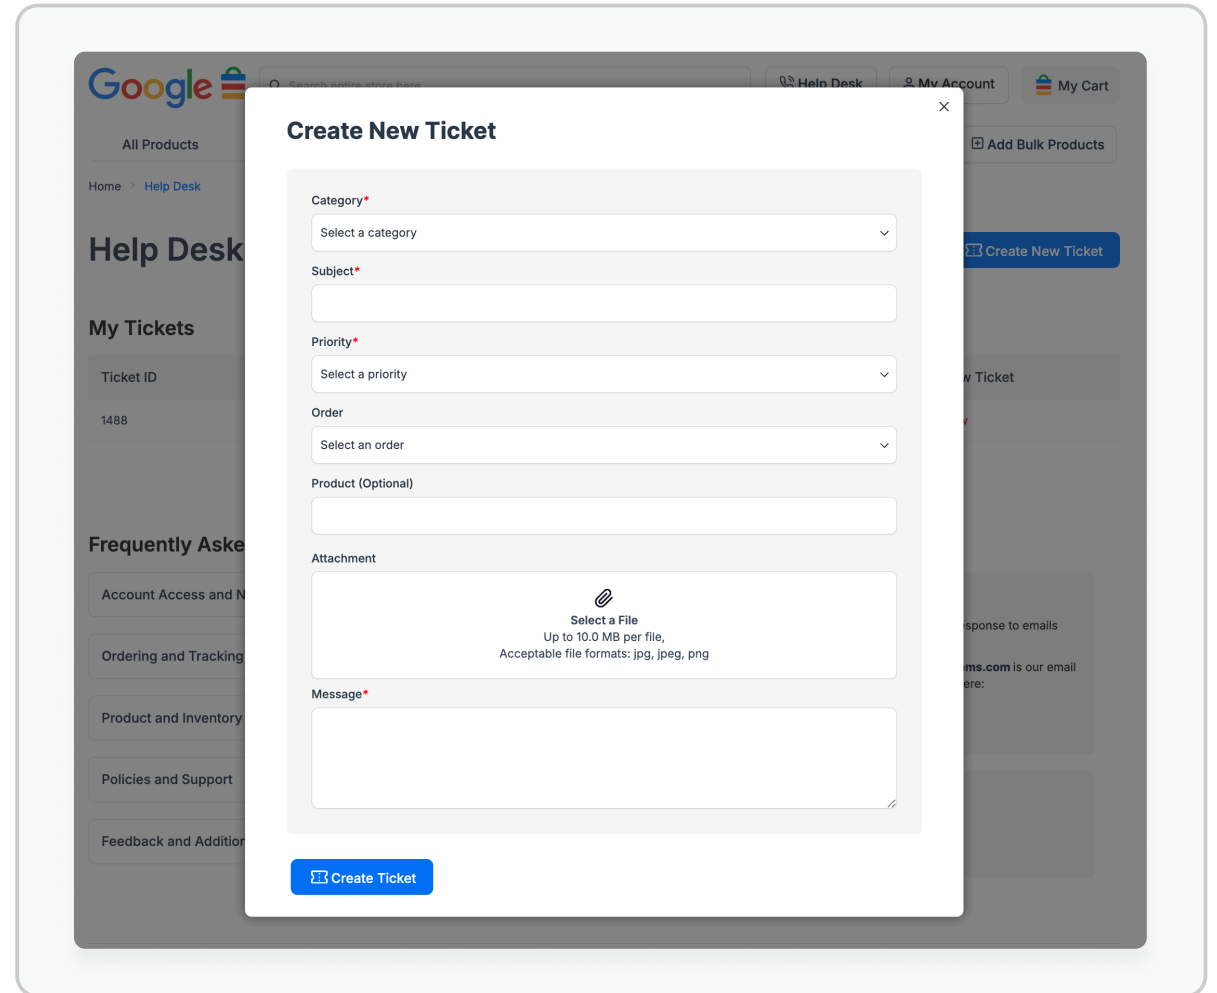 Google
Search entire store here
Help Desk
My Account
My Cart
All Products
Add Bulk Products
Home
Help Desk
Help Desk
Create New Ticket
My Tickets
Ticket ID
Ticket
1488
Frequently Aske
Account Access and N
Ordering and Tracking
Product and Inventory
Policies and Support
Feedback and Addition
sponse to emails
ms.com is our email
ere:
Create New Ticket
Category*
Select a category
Subject*
Priority*
Select a priority
Order
Select an order
Product (Optional)
Attachment
Select a File
Up to 10.0 MB per file,
Acceptable file formats: jpg, jpeg, png
Message*
Create Ticket